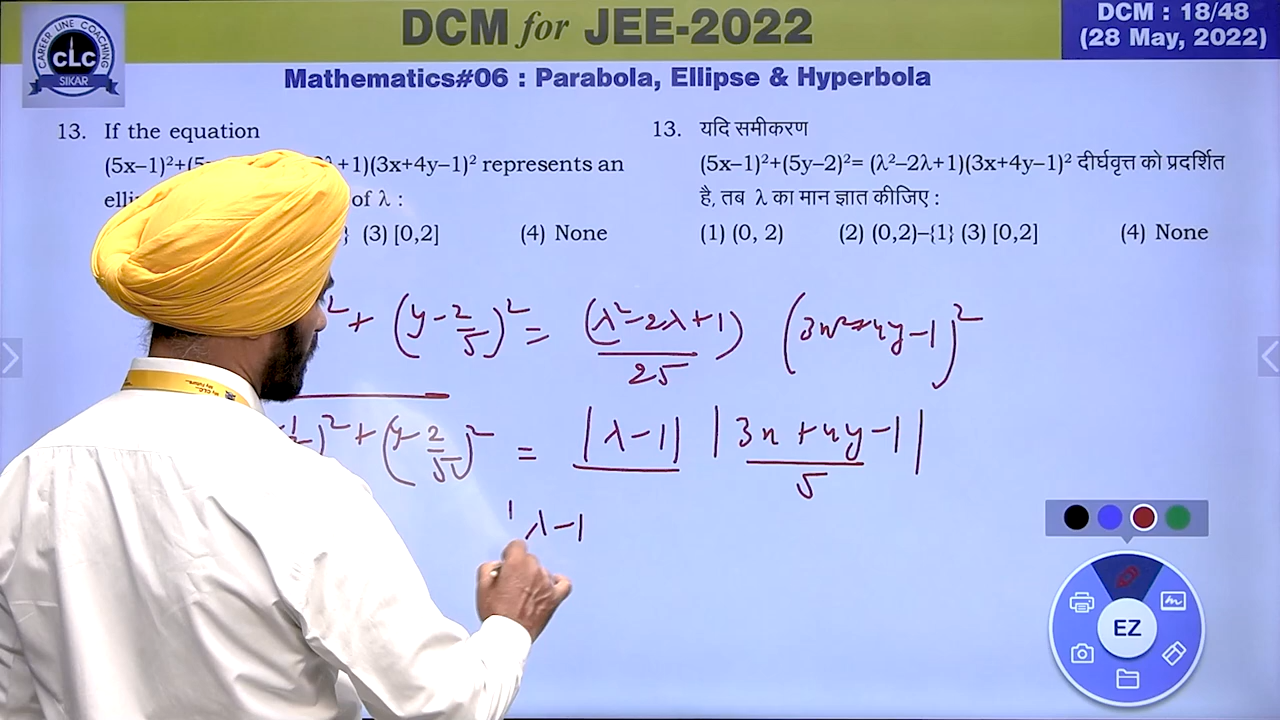 CAREER LINE COACHING
CLC
SIKAR
DCM for JEE-2022
DCM : 18/48
(28 May, 2022)
Mathematics#06 : Parabola, Ellipse & Hyperbola
13. If the equation
(5x–1)²+(5 +1)(3x+4y–1)² represents an
elli of λ :
} (3) [0,2] (4) None
13. यदि समीकरण
(5x–1)²+(5y–2)²= (λ²–2λ+1)(3x+4y–1)² दीर्घवृत्त को प्रदर्शित
है, तब λ का मान ज्ञात कीजिए :
(1) (0, 2) (2) (0,2)–{1} (3) [0,2] (4) None
² + (y-2/5)² = (λ²-2λ+1)/25 (3x²+4y-1)²
)² + (y-2/5)² = |λ-1| |3x+4y-1|/5
λ-1
EZ